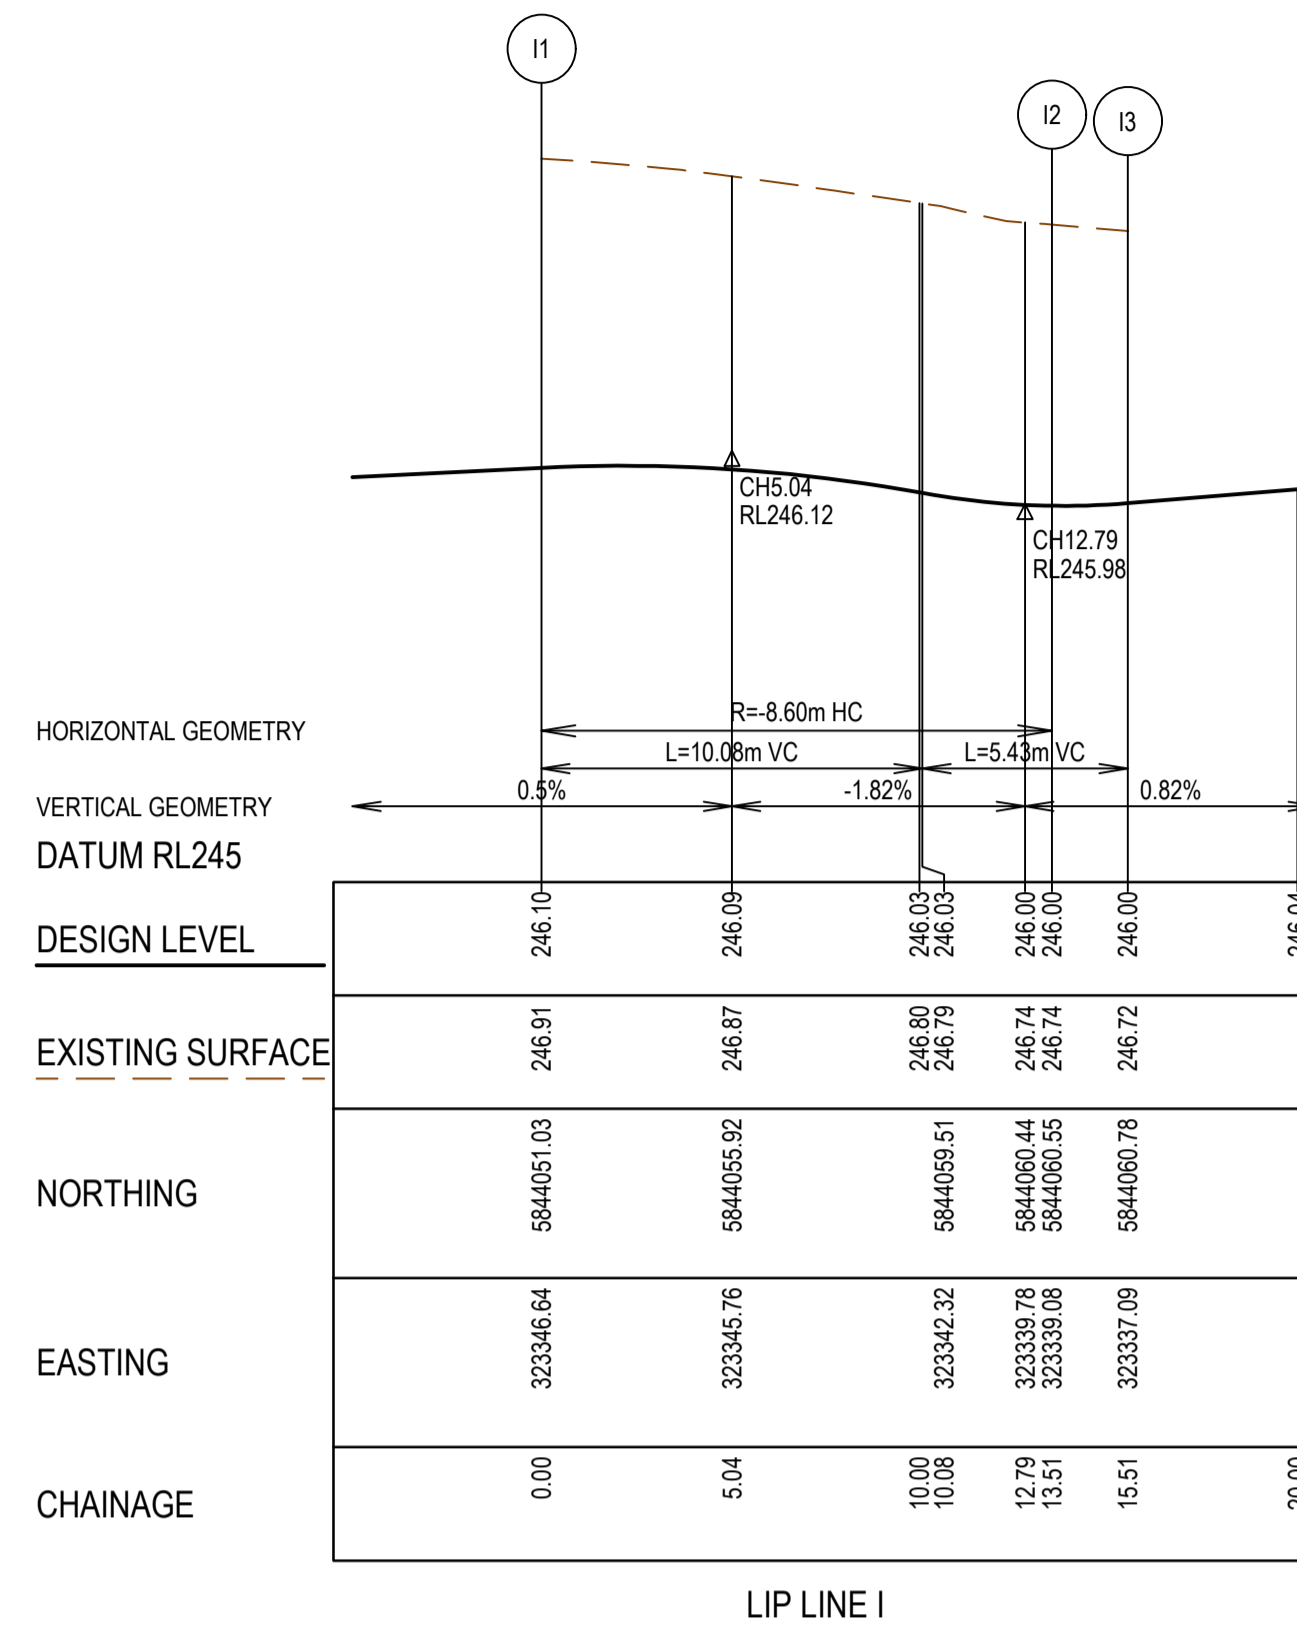 I1
I2
I3
CH5.04
RL246.12
CH12.79
RL245.98
HORIZONTAL GEOMETRY
R=-8.60m HC
L=10.08m VC
L=5.43m VC
VERTICAL GEOMETRY
0.5%
-1.82%
0.82%
DATUM RL245
DESIGN LEVEL
246.10
246.09
246.03
246.03
246.00
246.00
246.00
246.04
EXISTING SURFACE
246.91
246.87
246.80
246.79
246.74
246.74
246.72
NORTHING
5844051.03
5844055.92
5844059.51
5844060.44
5844060.55
5844060.78
EASTING
323346.64
323345.76
323342.32
323339.78
323339.08
323337.09
CHAINAGE
0.00
5.04
10.00
10.08
12.79
13.51
15.51
20.00
LIP LINE I